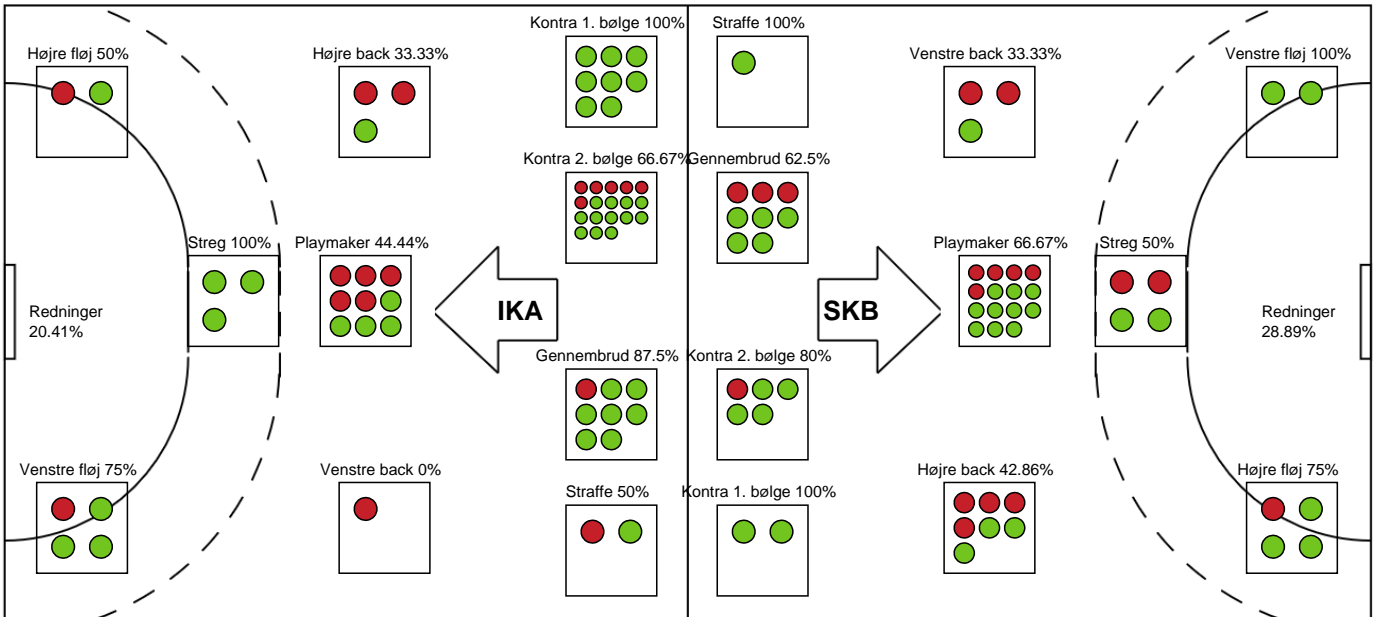 Kontra 1. bølge 100%
Straffe 100%
Højre fløj 50%
Højre back 33.33%
Venstre back 33.33%
Venstre fløj 100%
Kontra 2. bølge 66.67%
Gennembrud 62.5%
Streg 100%
Playmaker 44.44%
Playmaker 66.67%
Streg 50%
Redninger
20.41%
IKA
SKB
Redninger
28.89%
Gennembrud 87.5%
Kontra 2. bølge 80%
Venstre fløj 75%
Venstre back 0%
Højre back 42.86%
Højre fløj 75%
Straffe 50%
Kontra 1. bølge 100%